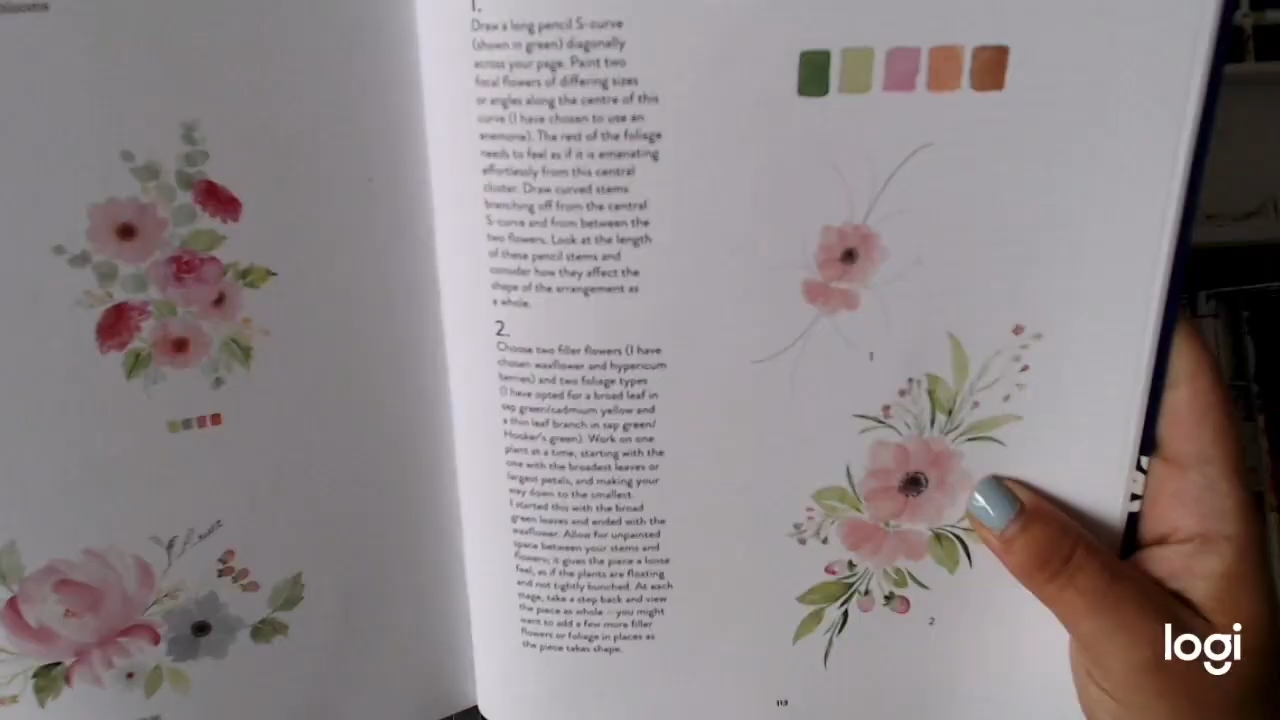 blooms
1.
Draw a long pencil S-curve
(shown in green) diagonally
across your page. Paint two
focal flowers of differing sizes
or angles along the centre of this
curve (I have chosen to use an
anemone). The rest of the foliage
needs to feel as if it is emanating
effortlessly from this central
cluster. Draw curved stems
branching off from the central
S-curve and from between the
two flowers. Look at the length
of these pencil stems and
consider how they affect the
shape of the arrangement as
a whole.
2.
Choose two filler flowers (I have
chosen waxflower and hypericum
berries) and two foliage types
(I have opted for a broad leaf in
sap green/cadmium yellow and
a thin leaf branch in sap green/
Hooker's green). Work on one
plant at a time, starting with the
one with the broadest leaves or
largest petals, and making your
way down to the smallest.
I started this with the broad
green leaves and ended with the
waxflower. Allow for unpainted
space between your stems and
flowers; it gives the piece a loose
feel, as if the plants are floating
and not tightly bunched. At each
stage, take a step back and view
the piece as whole – you might
want to add a few more filler
flowers or foliage in places as
the piece takes shape.
1
2
113
logi